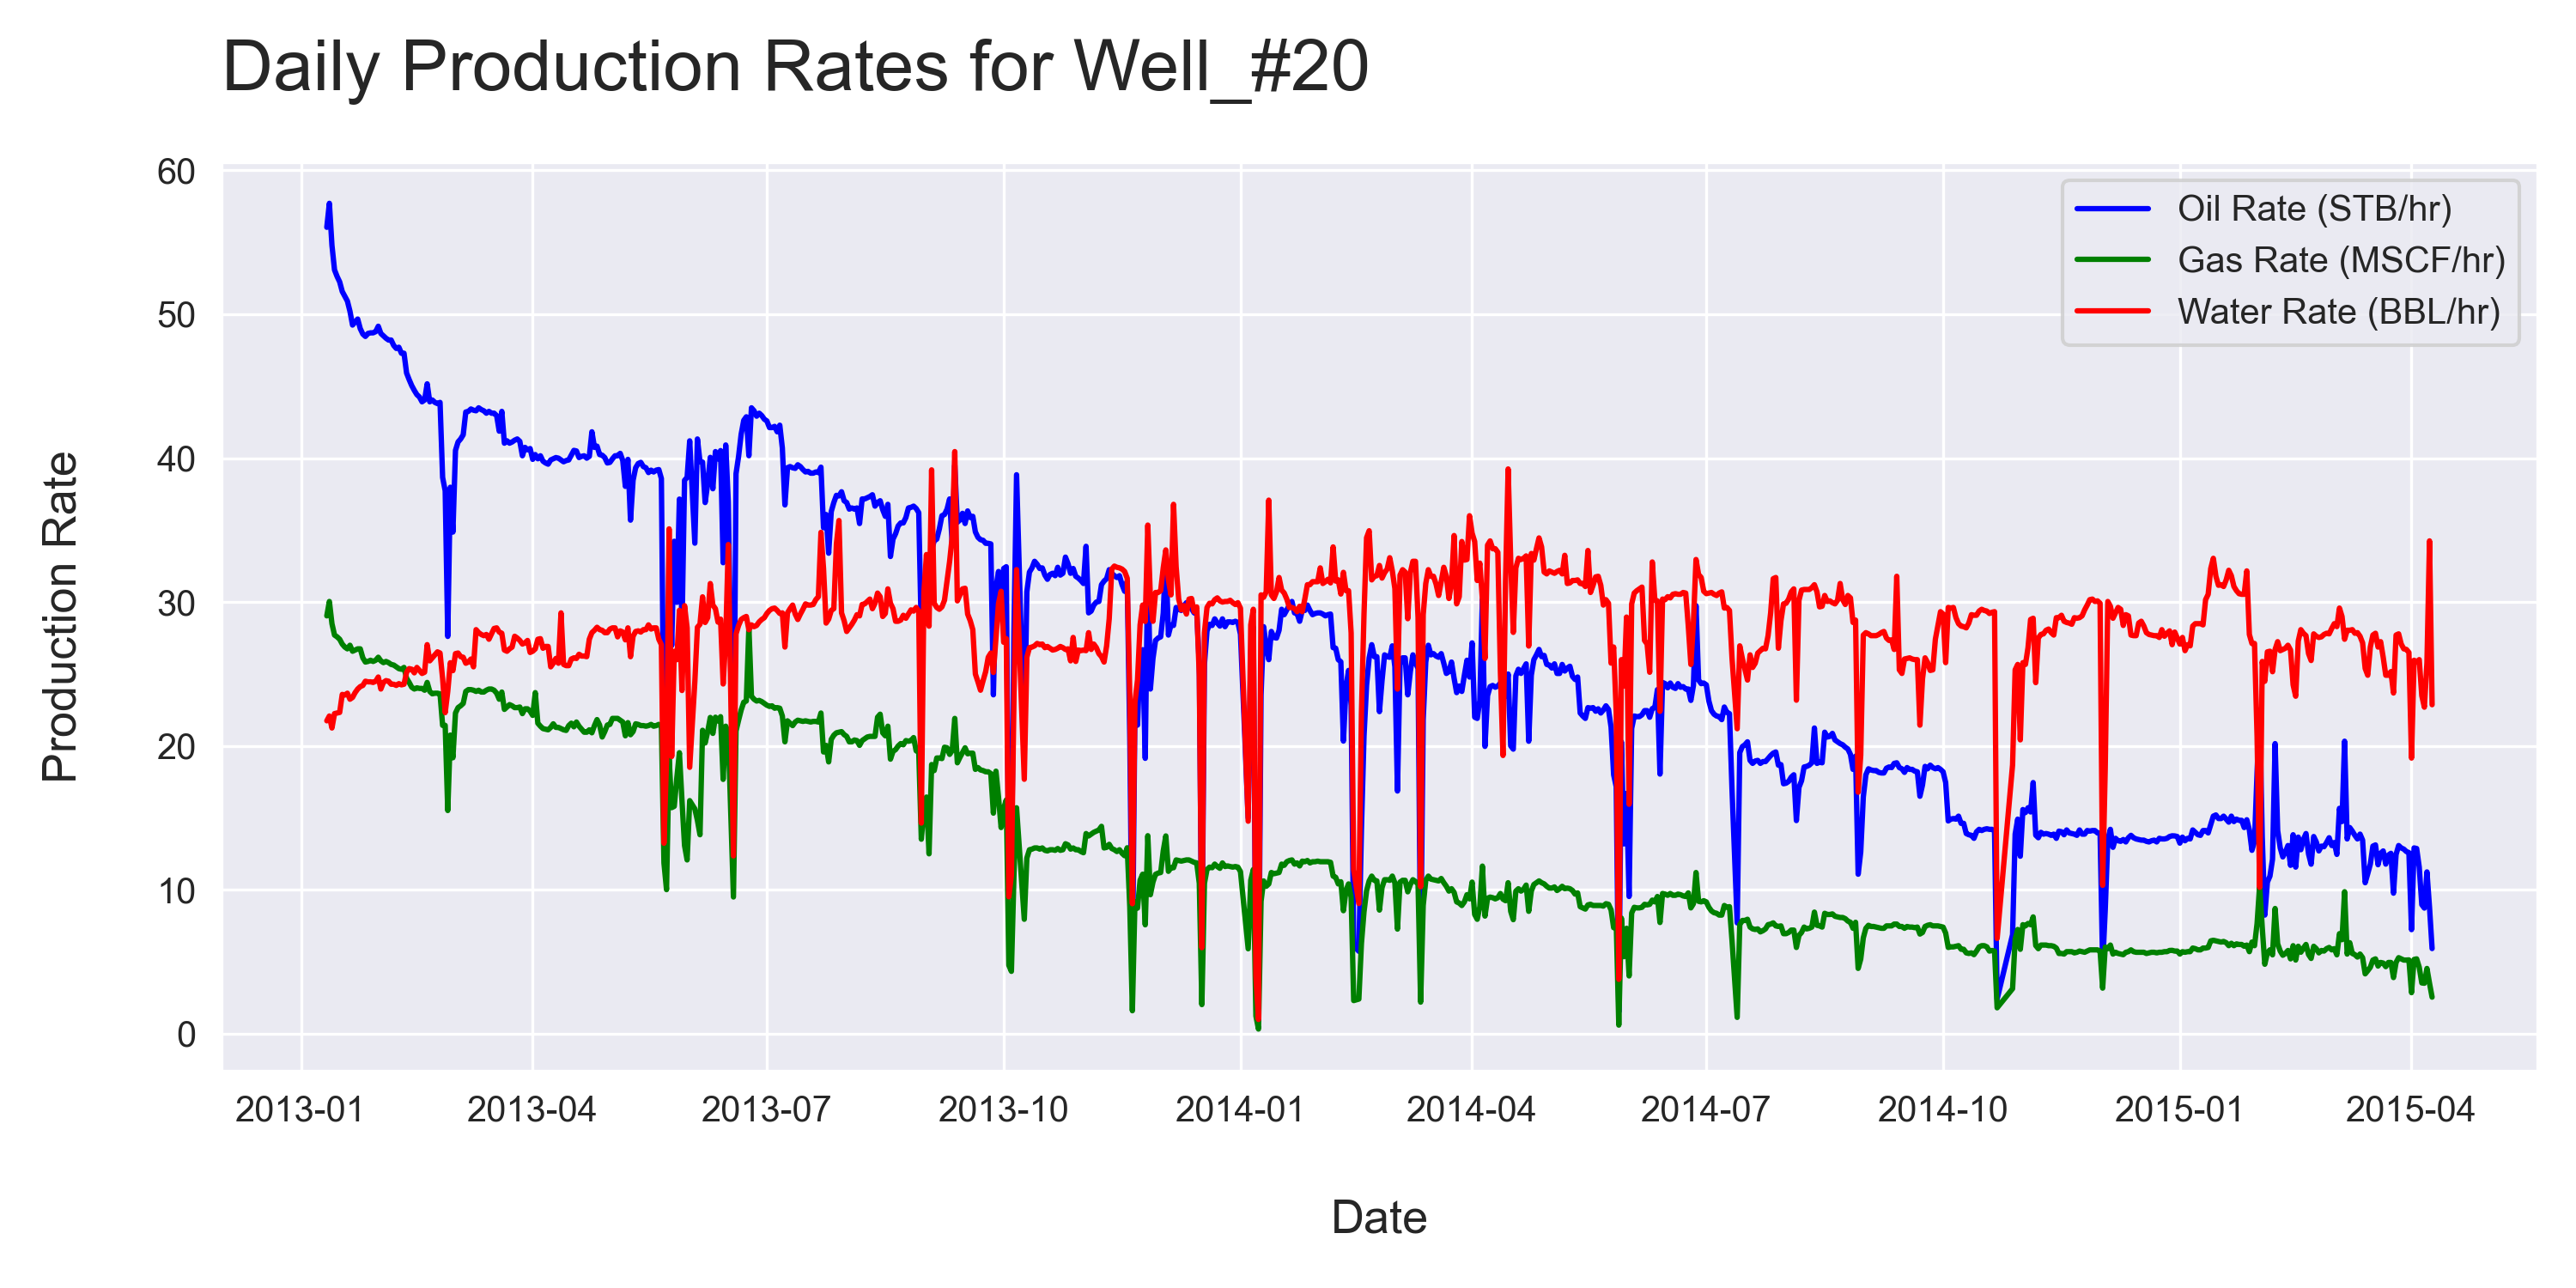 Daily Production Rates for Well_#20
60
50
40
30
20
10
0
Production Rate
Oil Rate (STB/hr)
Gas Rate (MSCF/hr)
Water Rate (BBL/hr)
2013-01 2013-04 2013-07 2013-10 2014-01 2014-04 2014-07 2014-10 2015-01 2015-04
Date